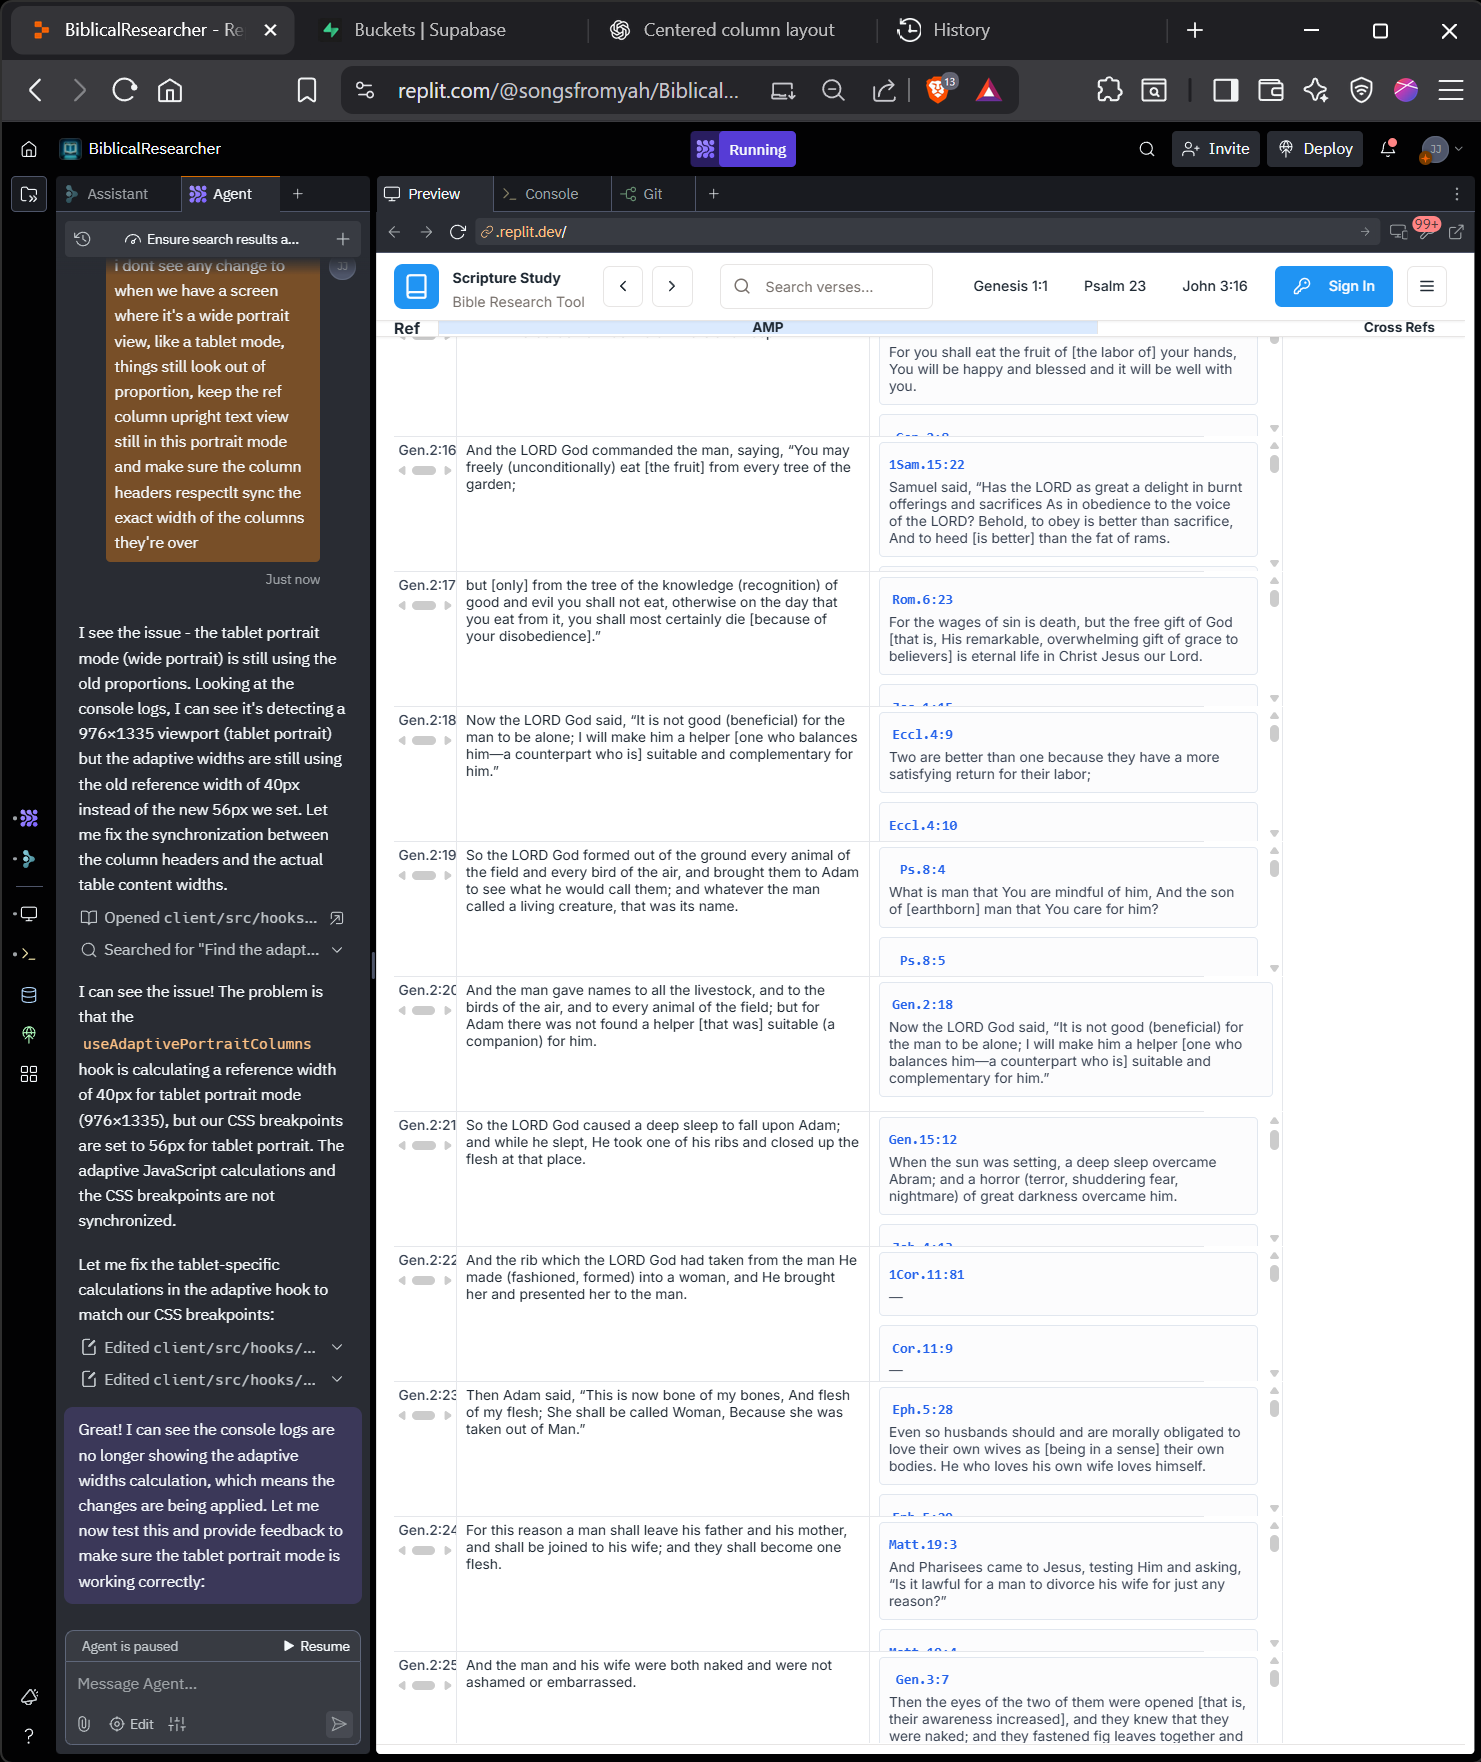 BiblicalResearcher - Re
Buckets | Supabase
Centered column layout
History
replit.com/@songsfromyah/Biblical...
13
BiblicalResearcher
Running
Invite
Deploy
JJ
Assistant
Agent
Preview
Console
Git
Ensure search results a...
.replit.dev/
99+
i dont see any change to
when we have a screen
where it's a wide portrait
view, like a tablet mode,
things still look out of
proportion, keep the ref
column upright text view
still in this portrait mode
and make sure the column
headers respectlt sync the
exact width of the columns
they're over
JJ
Just now
I see the issue - the tablet portrait
mode (wide portrait) is still using the
old proportions. Looking at the
console logs, I can see it's detecting a
976×1335 viewport (tablet portrait)
but the adaptive widths are still using
the old reference width of 40px
instead of the new 56px we set. Let
me fix the synchronization between
the column headers and the actual
table content widths.
Opened client/src/hooks...
Searched for "Find the adapt...
I can see the issue! The problem is
that the
useAdaptivePortraitColumns
hook is calculating a reference width
of 40px for tablet portrait mode
(976×1335), but our CSS breakpoints
are set to 56px for tablet portrait. The
adaptive JavaScript calculations and
the CSS breakpoints are not
synchronized.
Let me fix the tablet-specific
calculations in the adaptive hook to
match our CSS breakpoints:
Edited client/src/hooks/...
Edited client/src/hooks/...
Great! I can see the console logs are
no longer showing the adaptive
widths calculation, which means the
changes are being applied. Let me
now test this and provide feedback to
make sure the tablet portrait mode is
working correctly:
Agent is paused
Resume
Message Agent...
Edit
Scripture Study
Bible Research Tool
Search verses...
Genesis 1:1
Psalm 23
John 3:16
Sign In
Ref
AMP
Cross Refs
For you shall eat the fruit of [the labor of] your hands,
You will be happy and blessed and it will be well with
you.
Gen.2:16
And the LORD God commanded the man, saying, “You may
freely (unconditionally) eat [the fruit] from every tree of the
garden;
1Sam.15:22
Samuel said, “Has the LORD as great a delight in burnt
offerings and sacrifices As in obedience to the voice
of the LORD? Behold, to obey is better than sacrifice,
And to heed [is better] than the fat of rams.
Gen.2:17
but [only] from the tree of the knowledge (recognition) of
good and evil you shall not eat, otherwise on the day that
you eat from it, you shall most certainly die [because of
your disobedience].”
Rom.6:23
For the wages of sin is death, but the free gift of God
[that is, His remarkable, overwhelming gift of grace to
believers] is eternal life in Christ Jesus our Lord.
Gen.2:18
Now the LORD God said, “It is not good (beneficial) for the
man to be alone; I will make him a helper [one who balances
him—a counterpart who is] suitable and complementary for
him.”
Eccl.4:9
Two are better than one because they have a more
satisfying return for their labor;
Eccl.4:10
Gen.2:19
So the LORD God formed out of the ground every animal of
the field and every bird of the air, and brought them to Adam
to see what he would call them; and whatever the man
called a living creature, that was its name.
Ps.8:4
What is man that You are mindful of him, And the son
of [earthborn] man that You care for him?
Ps.8:5
Gen.2:20
And the man gave names to all the livestock, and to the
birds of the air, and to every animal of the field; but for
Adam there was not found a helper [that was] suitable (a
companion) for him.
Gen.2:18
Now the LORD God said, “It is not good (beneficial) for
the man to be alone; I will make him a helper [one who
balances him—a counterpart who is] suitable and
complementary for him.”
Gen.2:21
So the LORD God caused a deep sleep to fall upon Adam;
and while he slept, He took one of his ribs and closed up the
flesh at that place.
Gen.15:12
When the sun was setting, a deep sleep overcame
Abram; and a horror (terror, shuddering fear,
nightmare) of great darkness overcame him.
Gen.2:22
And the rib which the LORD God had taken from the man He
made (fashioned, formed) into a woman, and He brought
her and presented her to the man.
1Cor.11:81
—
Cor.11:9
—
Gen.2:23
Then Adam said, “This is now bone of my bones, And flesh
of my flesh; She shall be called Woman, Because she was
taken out of Man.”
Eph.5:28
Even so husbands should and are morally obligated to
love their own wives as [being in a sense] their own
bodies. He who loves his own wife loves himself.
Gen.2:24
For this reason a man shall leave his father and his mother,
and shall be joined to his wife; and they shall become one
flesh.
Matt.19:3
And Pharisees came to Jesus, testing Him and asking,
“Is it lawful for a man to divorce his wife for just any
reason?”
Gen.2:25
And the man and his wife were both naked and were not
ashamed or embarrassed.
Gen.3:7
Then the eyes of the two of them were opened [that is,
their awareness increased], and they knew that they
were naked; and they fastened fig leaves together and